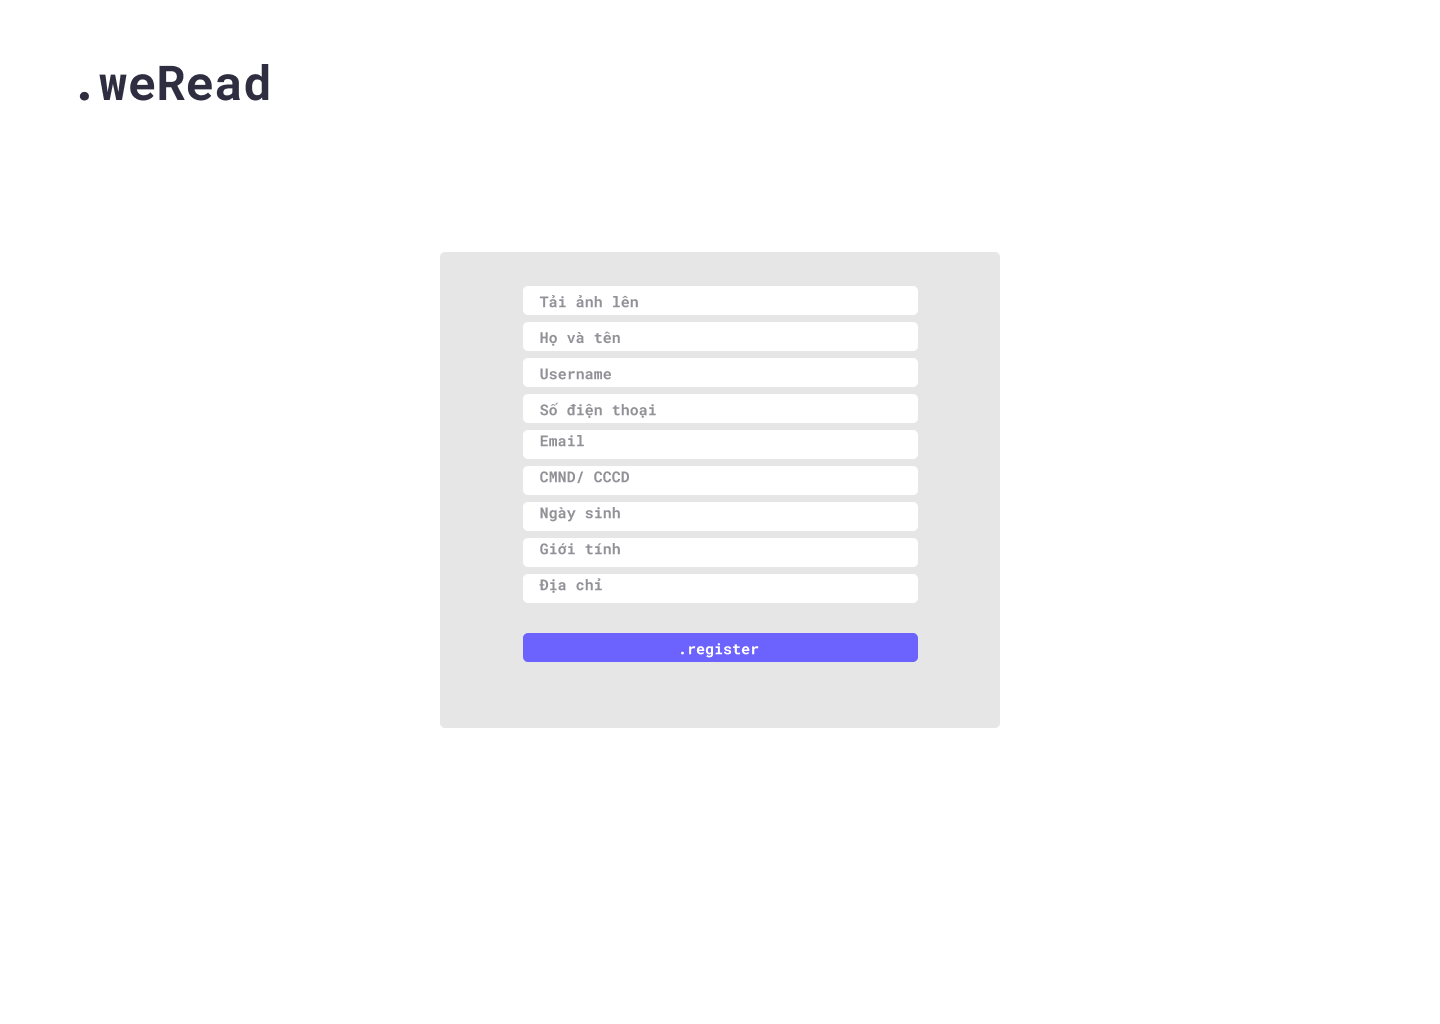 .weRead
Tải ảnh lên
Họ và tên
Username
Số điện thoại
Email
CMND/ CCCD
Ngày sinh
Giới tính
Địa chỉ
.register